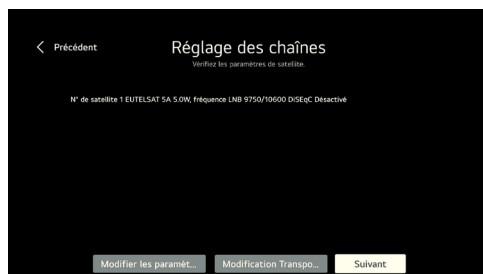 Précédent
Réglage des chaînes
Vérifiez les paramètres de satellite.
N° de satellite 1 EUTELSAT 5A 5.0W, fréquence LNB 9750/10600 DiSEqC Désactivé
Modifier les paramèt...
Modification Transpo...
Suivant